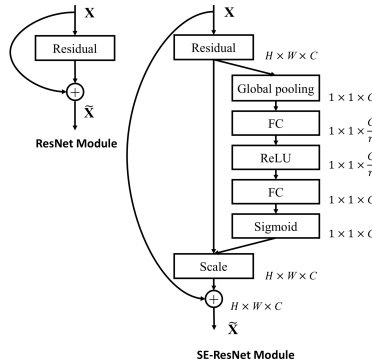 X
Residual
+
X̃
ResNet Module
X
Residual
H × W × C
Global pooling
1 × 1 × C
FC
1 × 1 ×
ReLU
1 × 1 ×
FC
1 × 1 × C
Sigmoid
1 × 1 × C
Scale
H × W × C
+
H × W × C
X̃
SE-ResNet Module